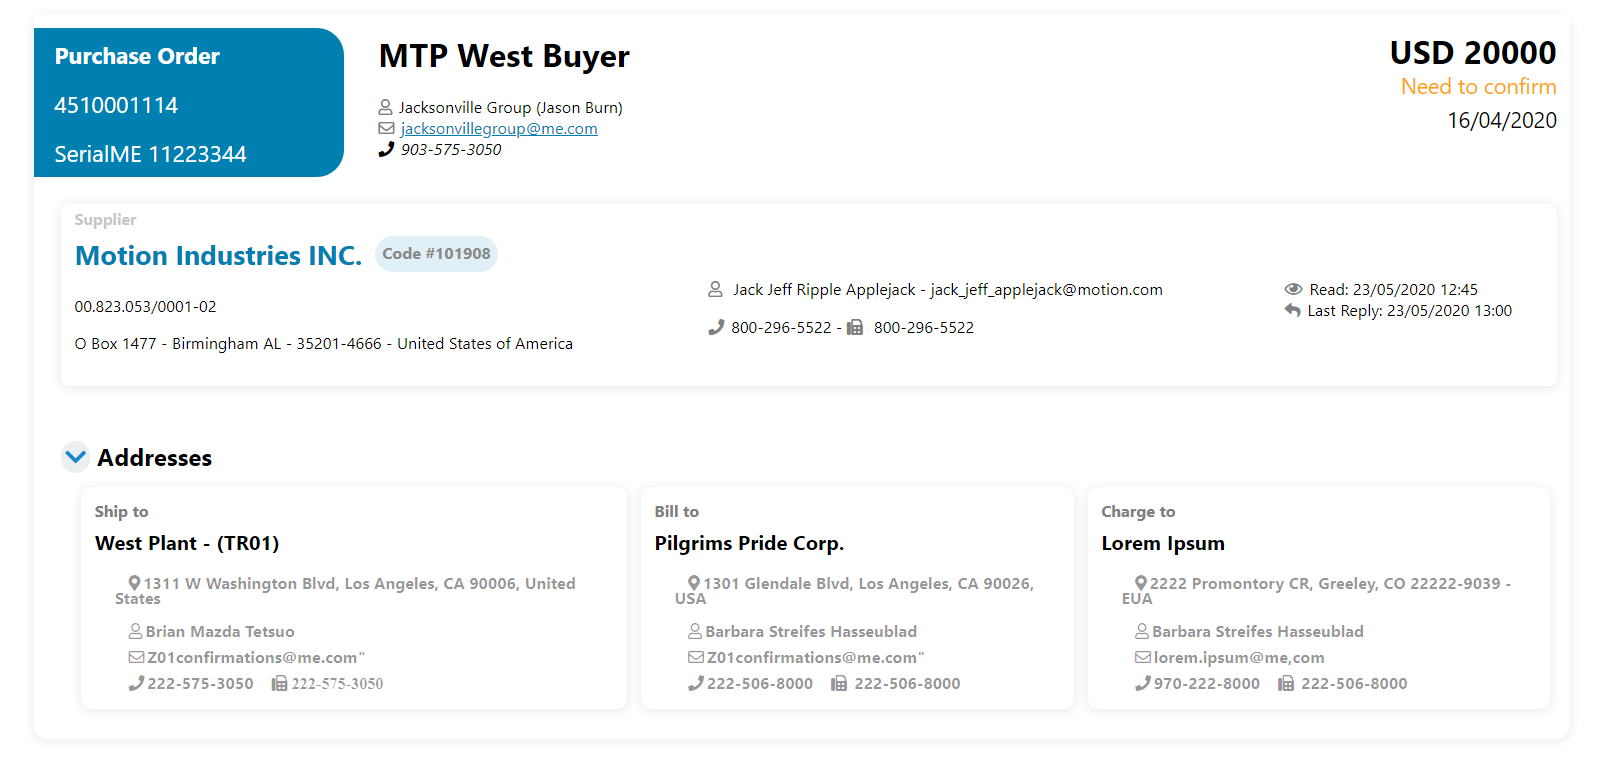 Purchase Order
4510001114
SerialME 11223344
MTP West Buyer
Jacksonville Group (Jason Burn)
jacksonvillegroup@me.com
903-575-3050
USD 20000
Need to confirm
16/04/2020
Supplier
Motion Industries INC. Code #101908
00.823.053/0001-02
O Box 1477 - Birmingham AL - 35201-4666 - United States of America
Jack Jeff Ripple Applejack - jack_jeff_applejack@motion.com
800-296-5522 - 800-296-5522
Read: 23/05/2020 12:45
Last Reply: 23/05/2020 13:00
Addresses
Ship to
West Plant - (TR01)
1311 W Washington Blvd, Los Angeles, CA 90006, United
States
Brian Mazda Tetsuo
Z01confirmations@me.com"
222-575-3050 222-575-3050
Bill to
Pilgrims Pride Corp.
1301 Glendale Blvd, Los Angeles, CA 90026,
USA
Barbara Streifes Hasseublad
Z01confirmations@me.com"
222-506-8000 222-506-8000
Charge to
Lorem Ipsum
2222 Promontory CR, Greeley, CO 22222-9039 -
EUA
Barbara Streifes Hasseublad
lorem.ipsum@me,com
970-222-8000 222-506-8000